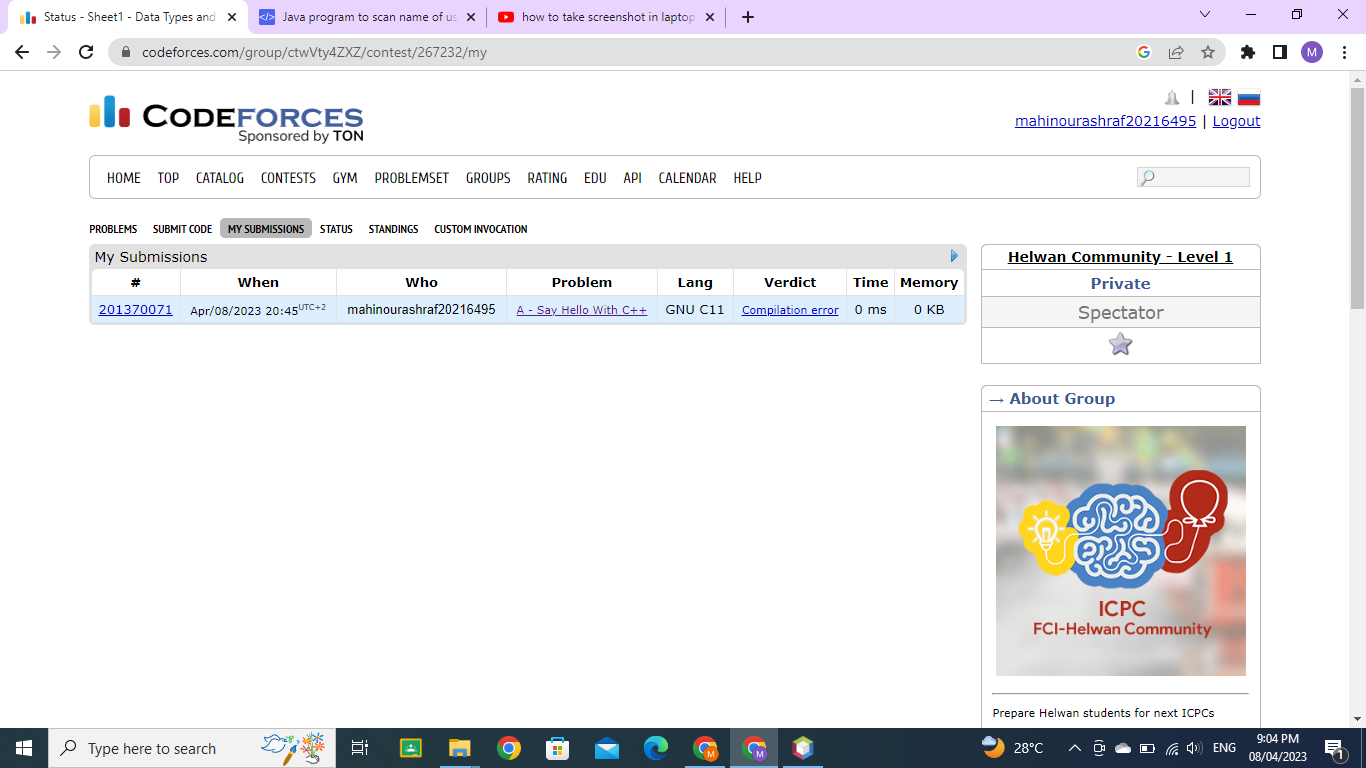 Status - Sheet1 - Data Types and
Java program to scan name of us
how to take screenshot in laptop
codeforces.com/group/ctwVty4ZXZ/contest/267232/my
M
CODEFORCES
Sponsored by TON
mahinourashraf20216495 | Logout
HOME TOP CATALOG CONTESTS GYM PROBLEMSET GROUPS RATING EDU API CALENDAR HELP
PROBLEMS SUBMIT CODE MY SUBMISSIONS STATUS STANDINGS CUSTOM INVOCATION
My Submissions
# When Who Problem Lang Verdict Time Memory
201370071 Apr/08/2023 20:45UTC+2 mahinourashraf20216495 A - Say Hello With C++ GNU C11 Compilation error 0 ms 0 KB
Helwan Community - Level 1
Private
Spectator
→ About Group
ICPC
FCI-Helwan Community
Prepare Helwan students for next ICPCs
Type here to search
M
M
28°C
ENG
9:04 PM
08/04/2023
1